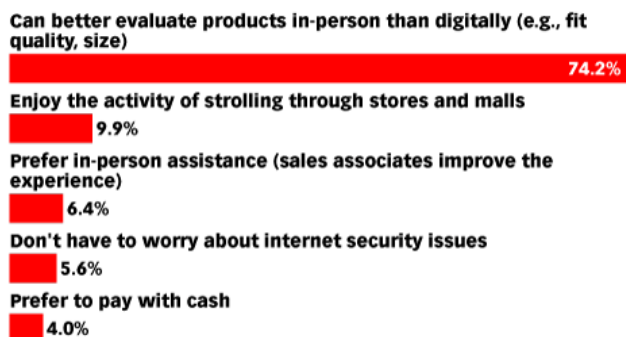 Can better evaluate products in-person than digitally (e.g., fit
quality, size)
74.2%
Enjoy the activity of strolling through stores and malls
9.9%
Prefer in-person assistance (sales associates improve the
experience)
6.4%
Don't have to worry about internet security issues
5.6%
Prefer to pay with cash
4.0%